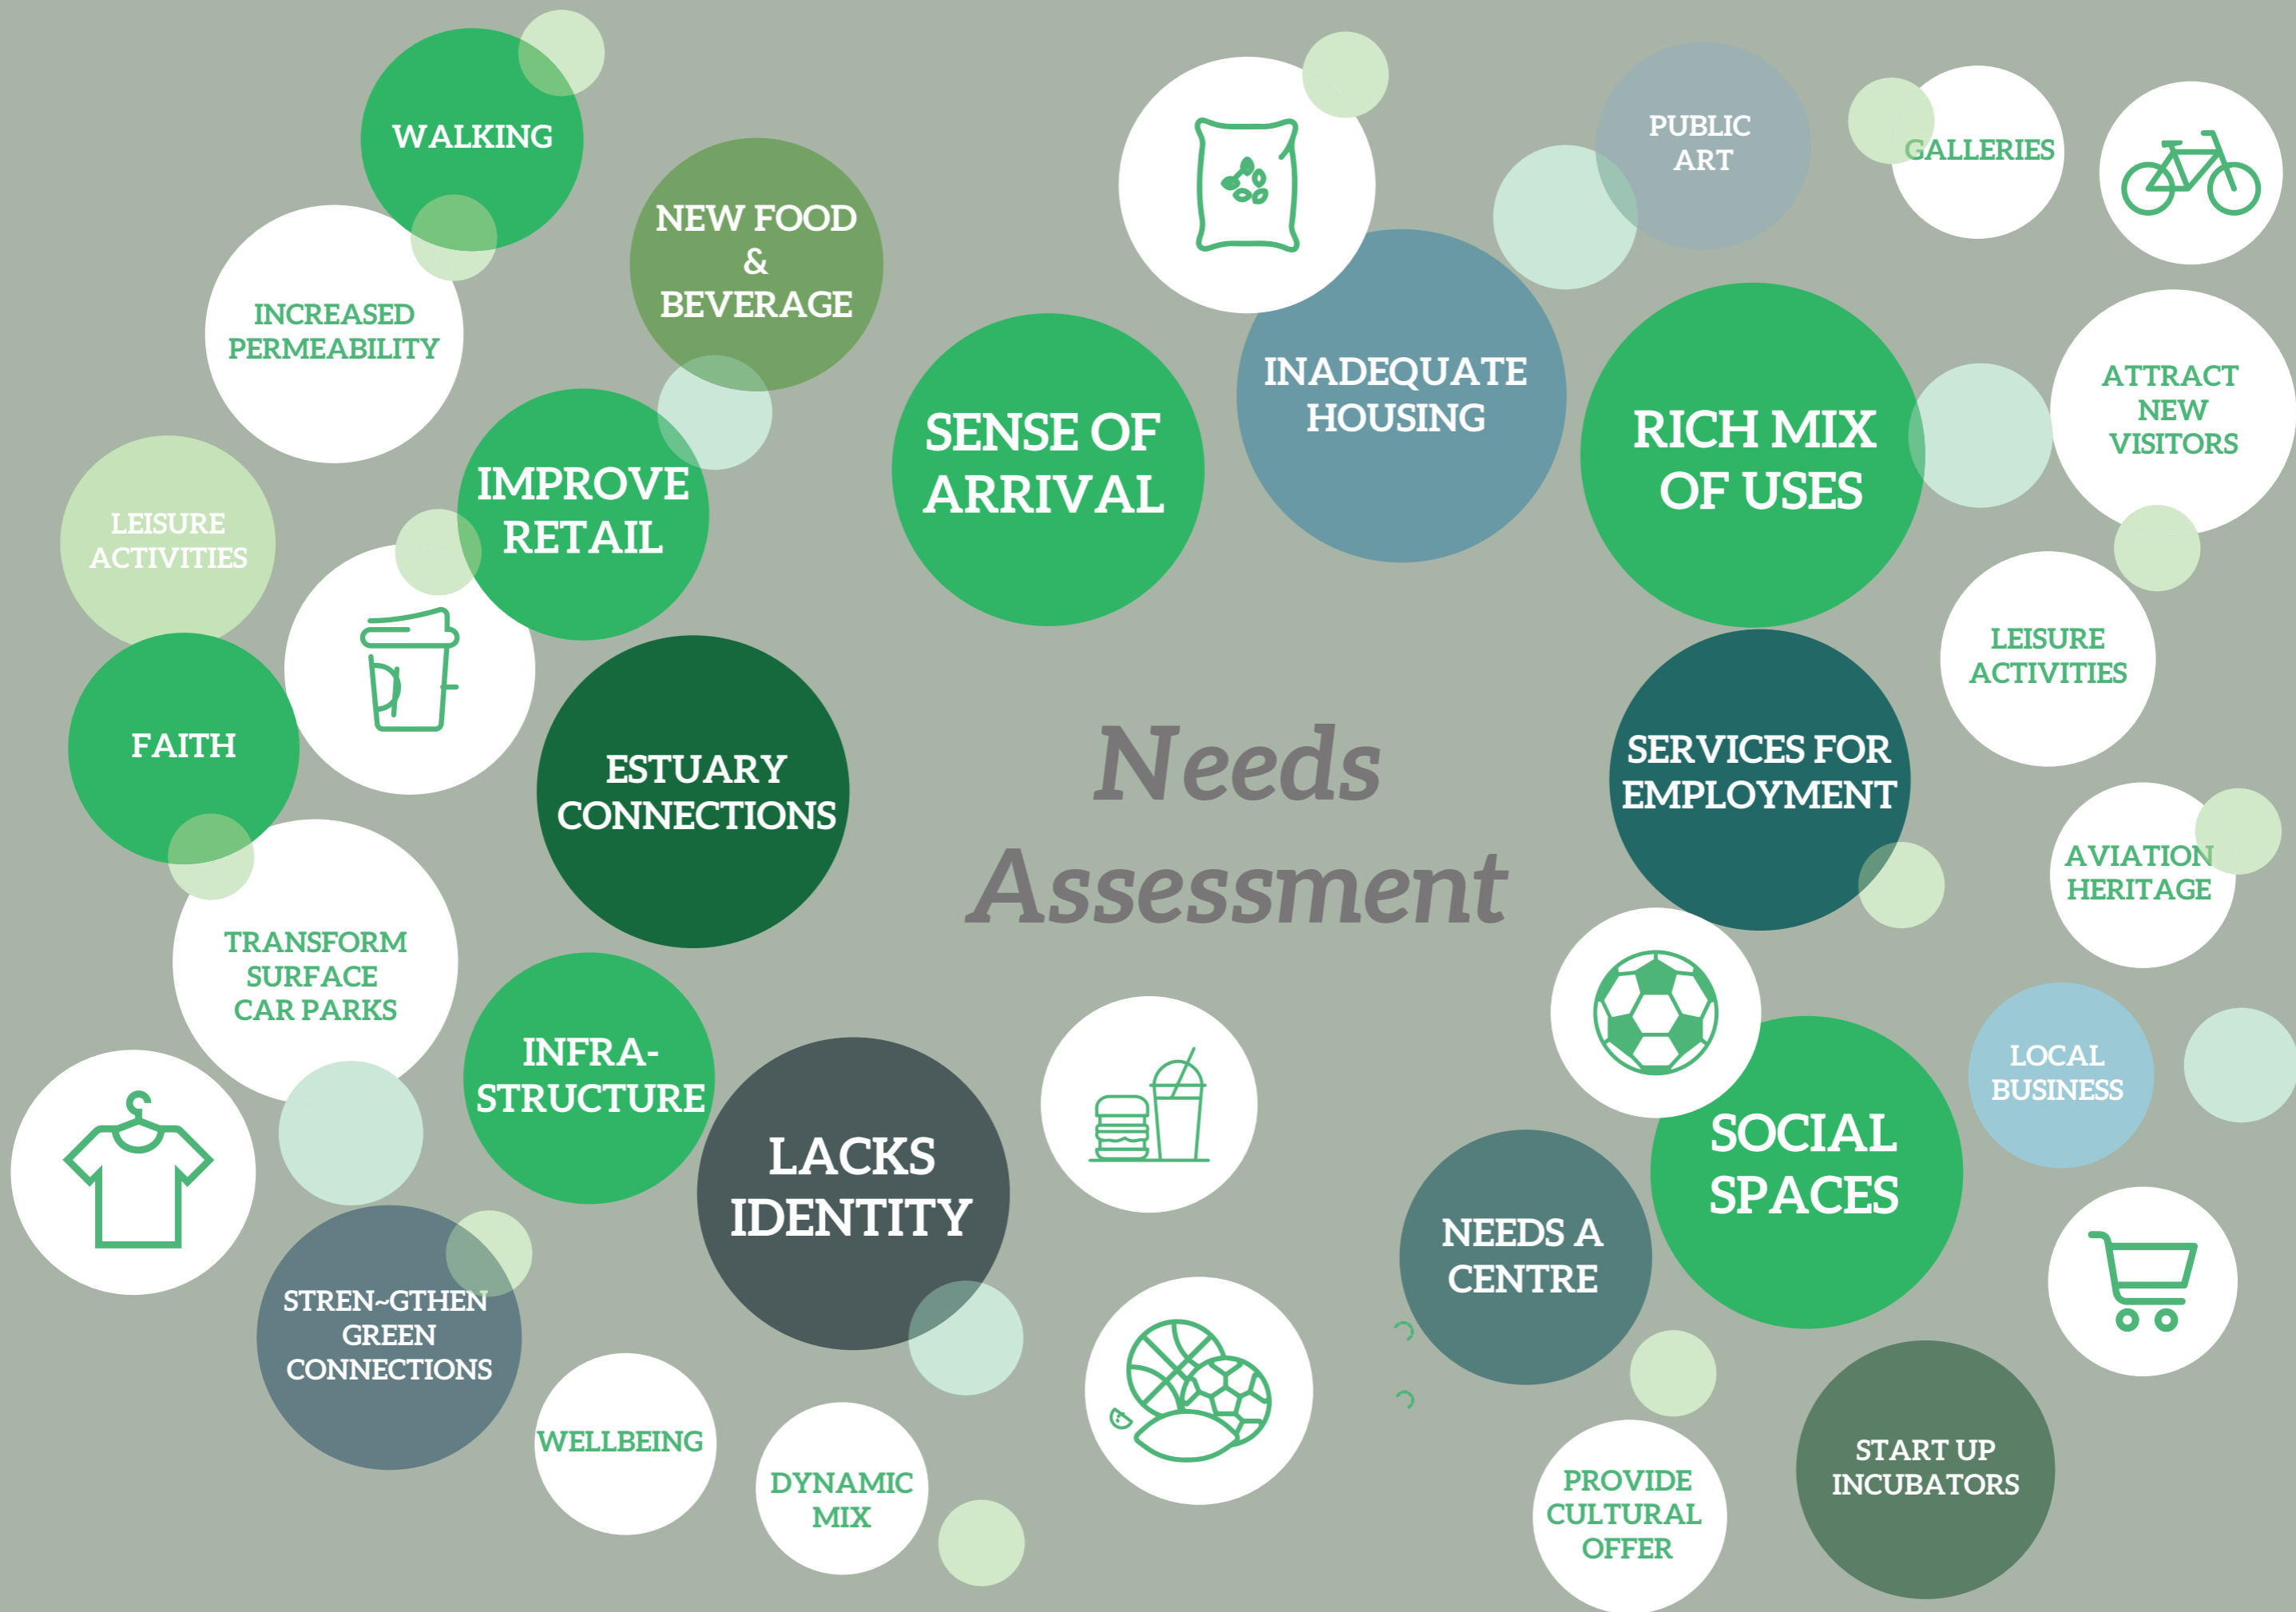 WALKING
NEW FOOD
&
BEVERAGE
INCREASED
PERMEABILITY
IMPROVE
RETAIL
LEISURE
ACTIVITIES
FAITH
ESTUARY
CONNECTIONS
TRANSFORM
SURFACE
CAR PARKS
INFRA-
STRUCTURE
LACKS
IDENTITY
STREN~GTHEN
GREEN
CONNECTIONS
WELLBEING
DYNAMIC
MIX
SENSE OF
ARRIVAL
INADEQUATE
HOUSING
Needs
Assessment
PUBLIC
ART
GALLERIES
RICH MIX
OF USES
ATTRACT
NEW
VISITORS
LEISURE
ACTIVITIES
SERVICES FOR
EMPLOYMENT
AVIATION
HERITAGE
LOCAL
BUSINESS
SOCIAL
SPACES
NEEDS A
CENTRE
START UP
INCUBATORS
PROVIDE
CULTURAL
OFFER